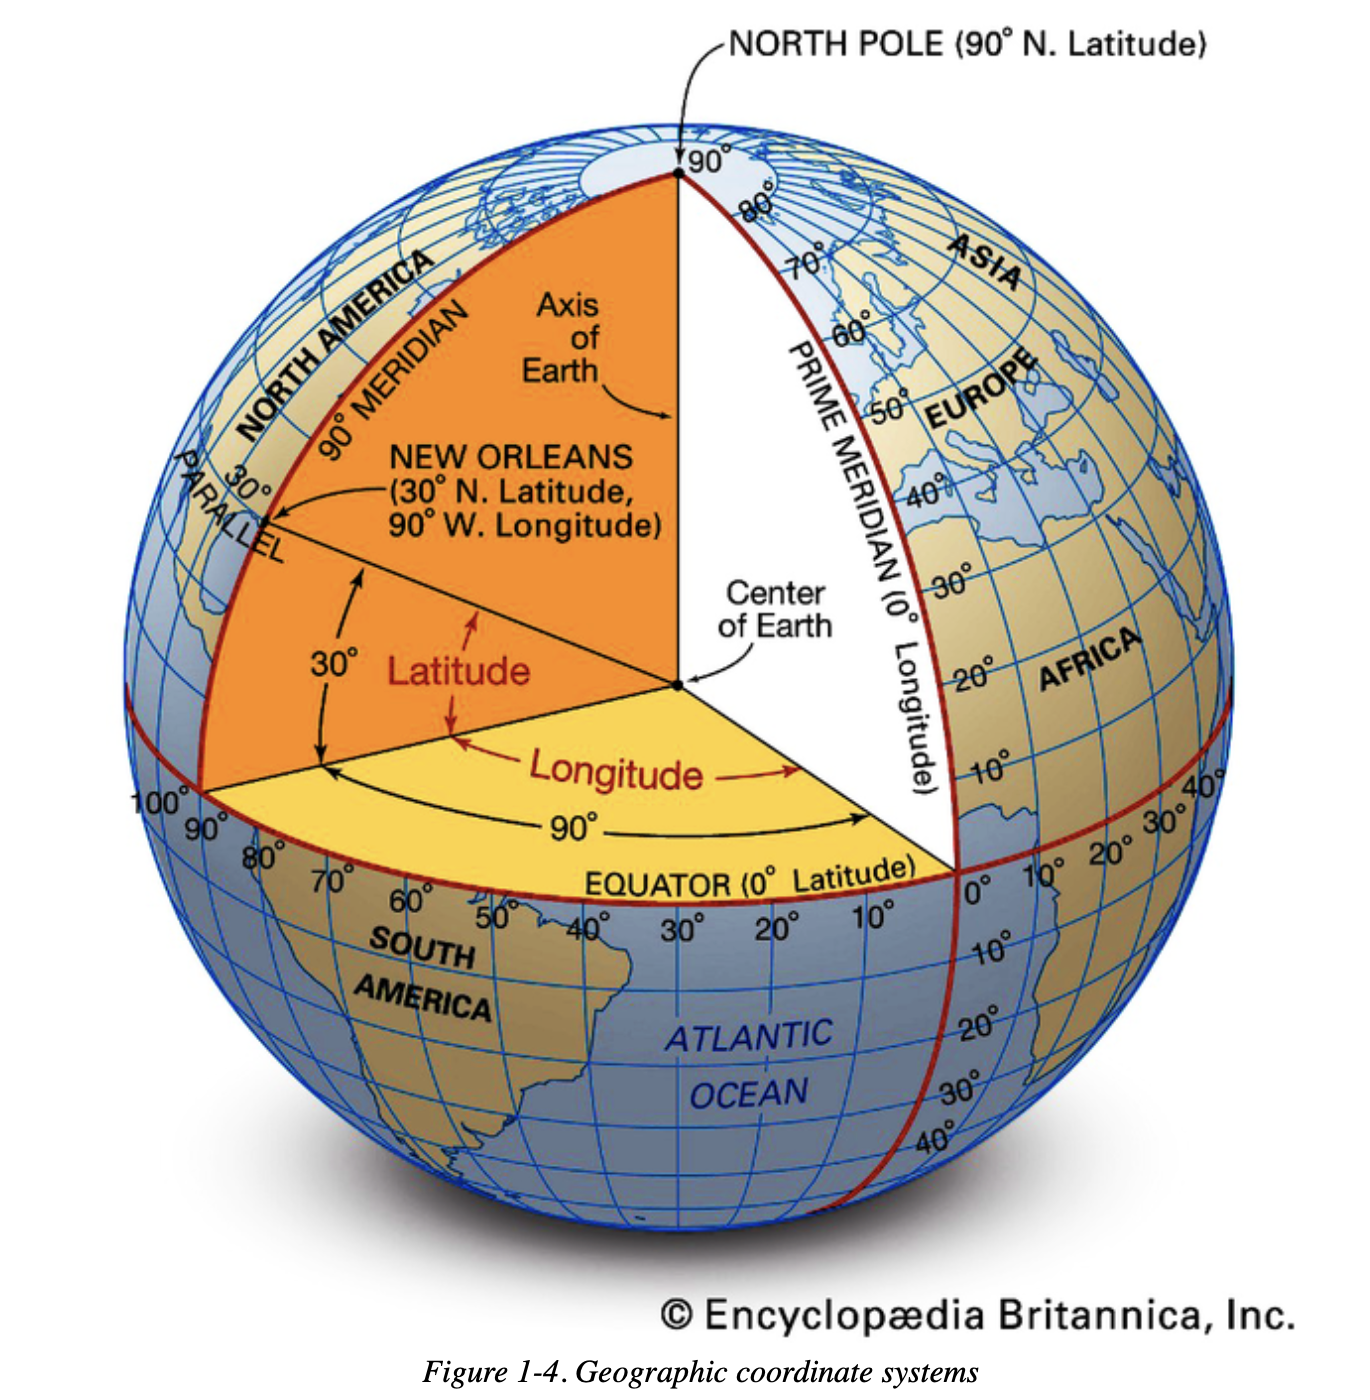 NORTH POLE (90° N. Latitude)
90°
80°
70°
60°
50°
40°
30°
20°
10°
ASIA
EUROPE
AFRICA
NORTH AMERICA
90° MERIDIAN
Axis
of
Earth
PRIME MERIDIAN (0° Longitude)
30°
PARALLEL
NEW ORLEANS
(30° N. Latitude,
90° W. Longitude)
Center
of Earth
30°
Latitude
Longitude
90°
EQUATOR (0° Latitude)
100°
90°
80°
70°
60°
50°
40°
30°
20°
10°
0°
10°
20°
30°
40°
10°
20°
30°
40°
SOUTH
AMERICA
ATLANTIC
OCEAN
© Encyclopædia Britannica, Inc.
Figure 1-4. Geographic coordinate systems